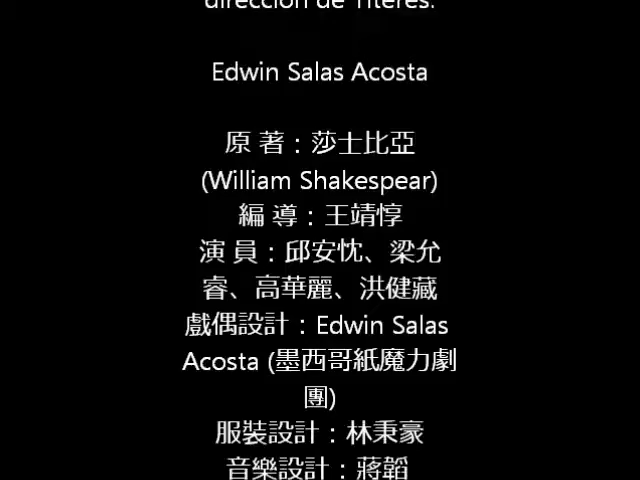 dirección de Títeres.
Edwin Salas Acosta
原 著：莎士比亞
(William Shakespear)
編 導：王靖惇
演 員：邱安忱、梁允
睿、高華麗、洪健藏
戲偶設計：Edwin Salas
Acosta (墨西哥紙魔力劇
團)
服裝設計：林秉豪
音樂設計：蔣韜